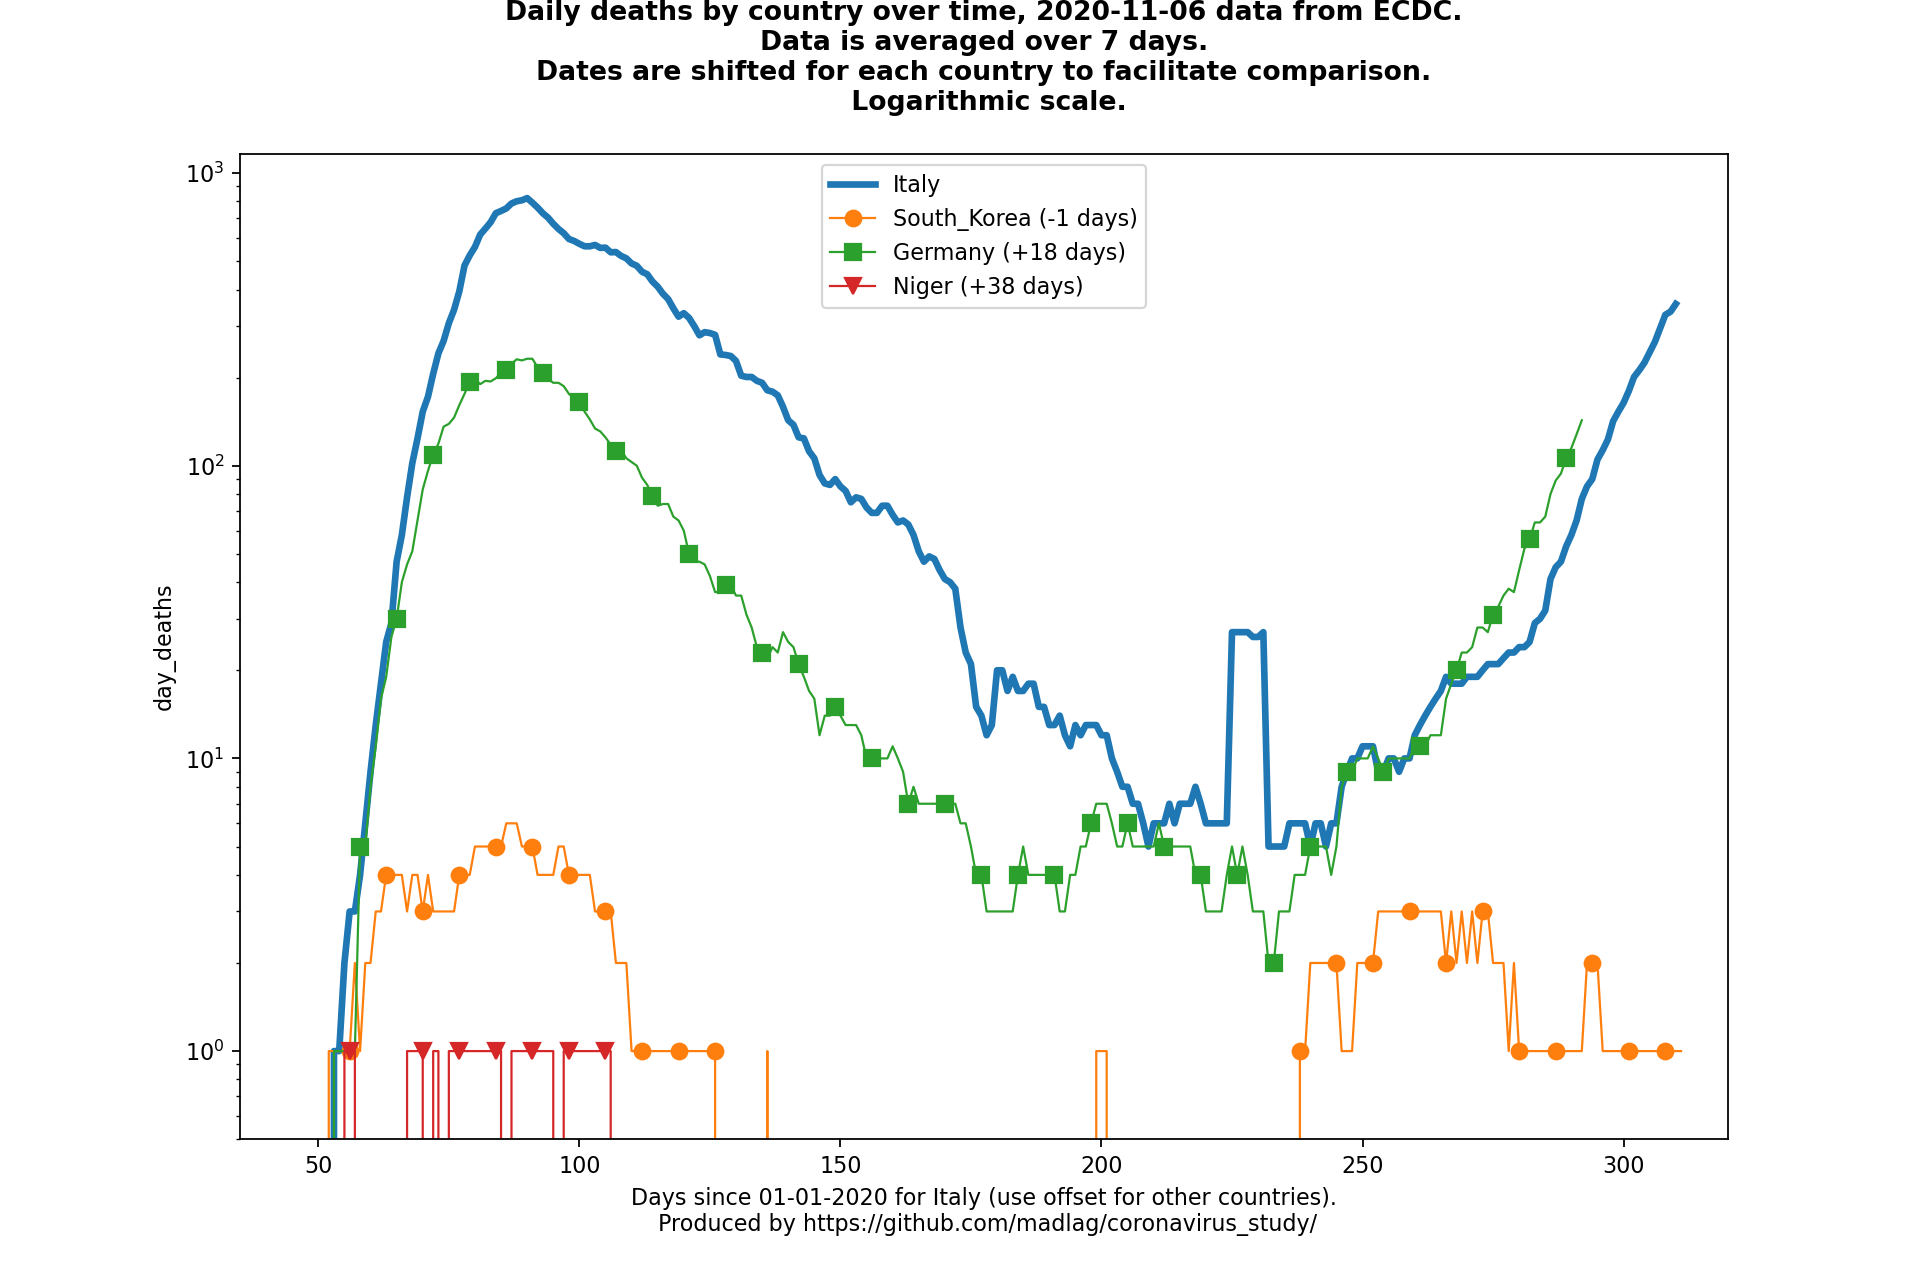 Daily deaths by country over time, 2020-11-06 data from ECDC.
Data is averaged over 7 days.
Dates are shifted for each country to facilitate comparison.
Logarithmic scale.
10³
Italy
South_Korea (-1 days)
Germany (+18 days)
Niger (+38 days)
10²
day_deaths
10¹
10⁰
50 100 150 200 250 300
Days since 01-01-2020 for Italy (use offset for other countries).
Produced by https://github.com/madlag/coronavirus_study/